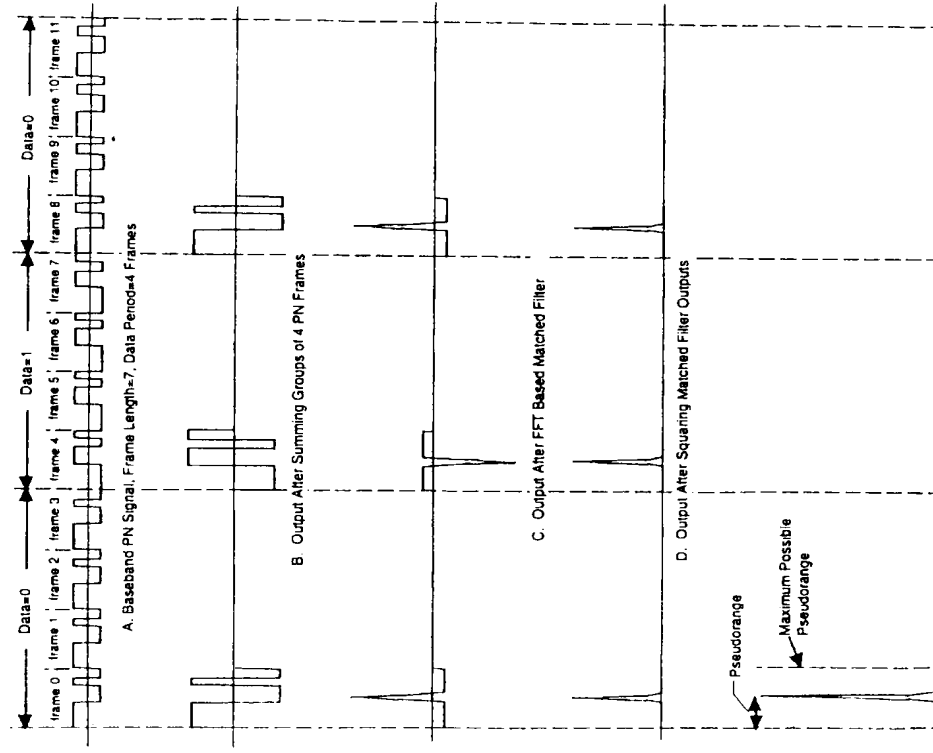 Data=0
Data=1
Data=0
frame 0
frame 1
frame 2
frame 3
frame 4
frame 5
frame 6
frame 7
frame 8
frame 9
frame 10
frame 11
A. Baseband PN Signal, Frame Length=7, Data Period=4 Frames
B. Output After Summing Groups of 4 PN Frames
C. Output After FFT Based Matched Filter
D. Output After Squaring Matched Filter Outputs
Pseudorange
Maximum Possible
Pseudorange